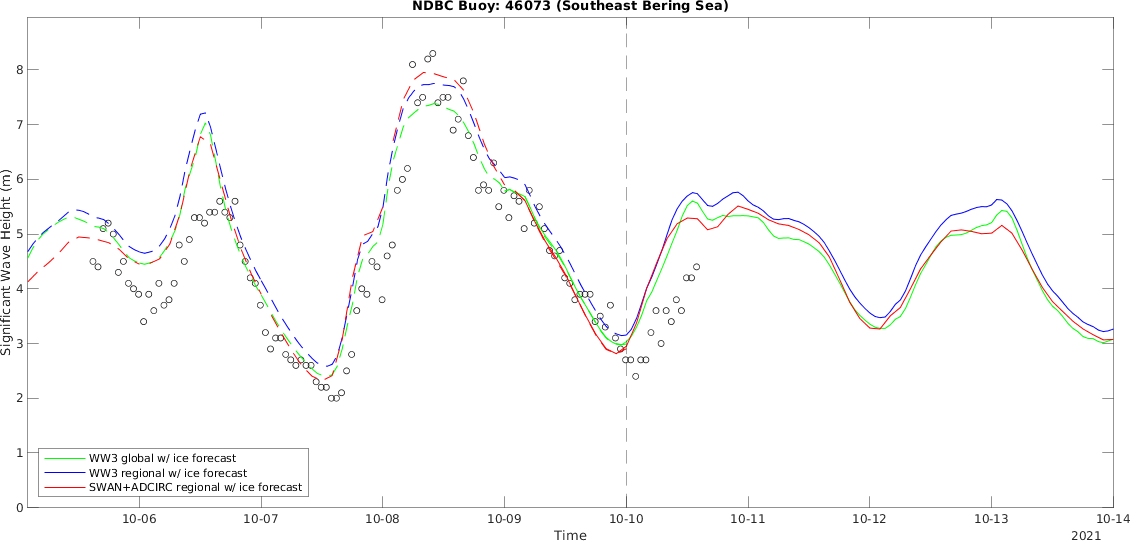 NDBC Buoy: 46073 (Southeast Bering Sea)
Significant Wave Height (m)
8
7
6
5
4
3
2
1
0
WW3 global w/ ice forecast
WW3 regional w/ ice forecast
SWAN+ADCIRC regional w/ ice forecast
10-06 10-07 10-08 10-09 10-10 10-11 10-12 10-13 10-14
Time
2021